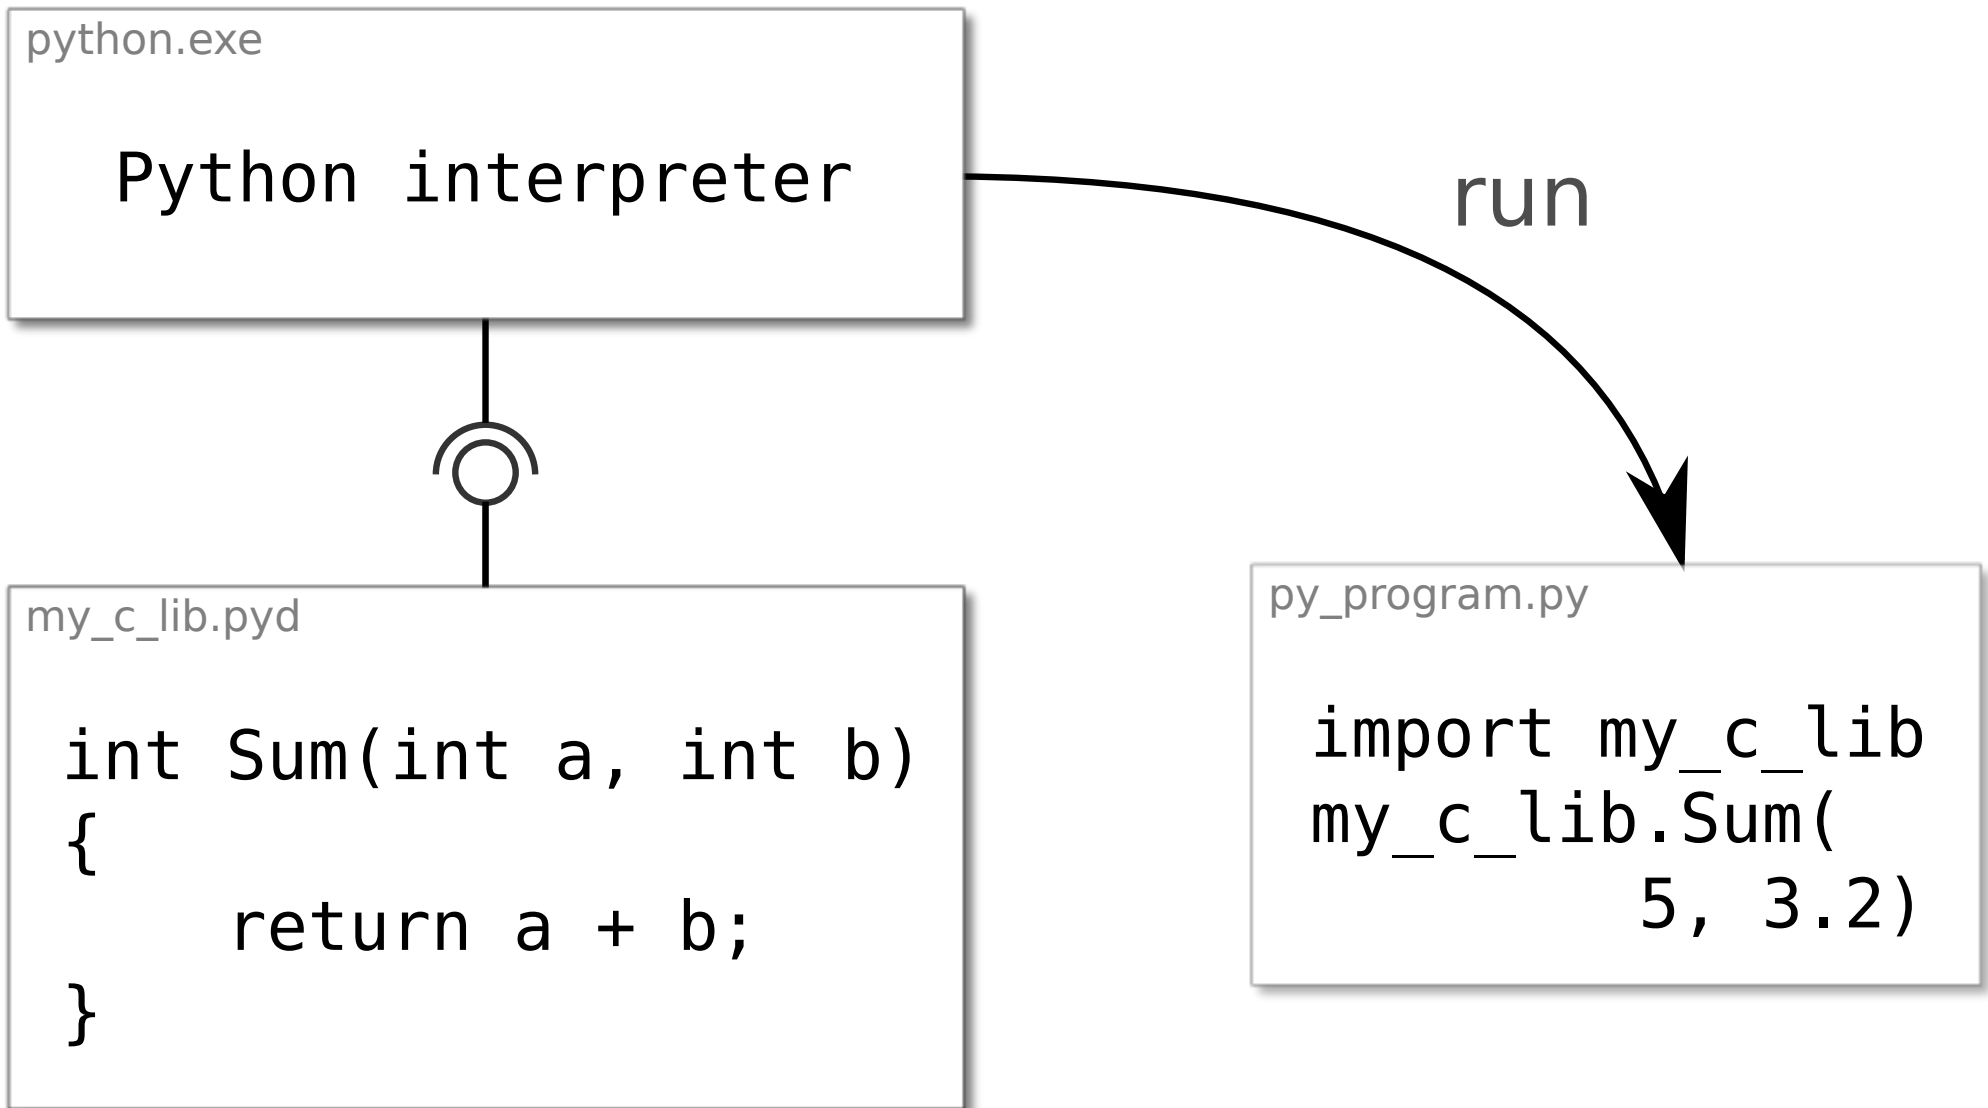 python.exe
Python interpreter
run
my_c_lib.pyd
int Sum(int a, int b)
{
    return a + b;
}
py_program.py
import my_c_lib
my_c_lib.Sum(
        5, 3.2)